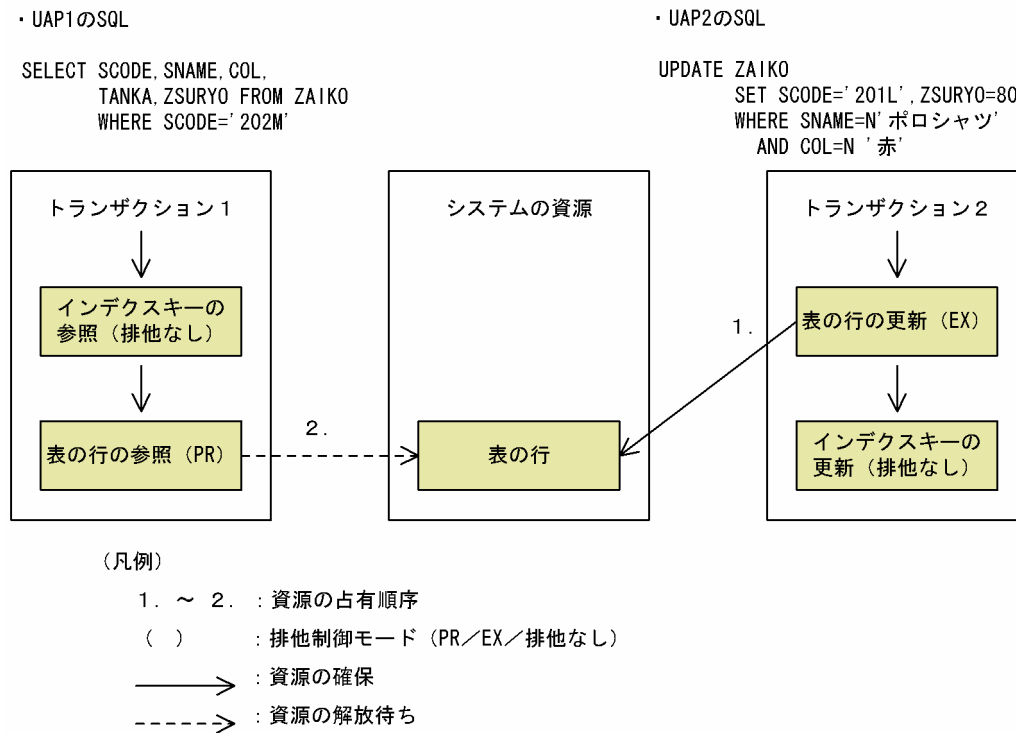 ・UAP1のSQL
SELECT SCODE,SNAME,COL,
TANKA,ZSURYO FROM ZAIKO
WHERE SCODE='202M'
・UAP2のSQL
UPDATE ZAIKO
SET SCODE='201L',ZSURYO=80
WHERE SNAME=N'ポロシャツ'
AND COL=N '赤'
トランザクション1
インデクスキーの
参照（排他なし）
表の行の参照（PR）
2.
システムの資源
表の行
1.
トランザクション2
表の行の更新（EX）
インデクスキーの
更新（排他なし）
（凡例）
1. ～ 2. ：資源の占有順序
（ ） ：排他制御モード（PR／EX／排他なし）
：資源の確保
：資源の解放待ち